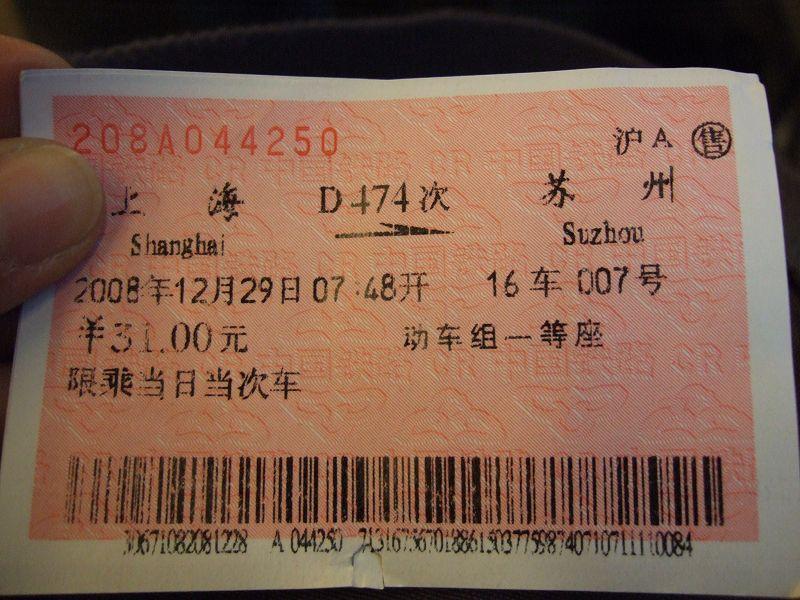 208A044250 沪A 售
上海 D474次 苏州
Shanghai Suzhou
2008年12月29日07:48开 16车007号
¥31.00元 动车组一等座
限乘当日当次车
30671082081228 A 044250